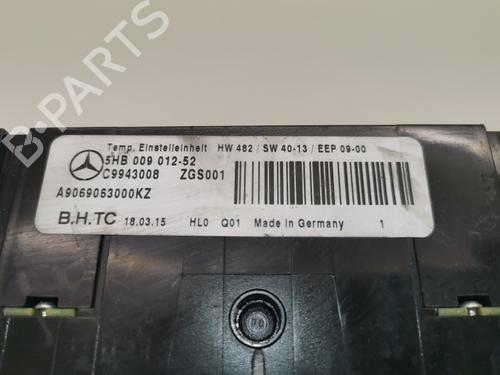 Temp. Einstelleinheit HW 482 / SW 40-13 / EEP 09-00
5HB 009 012-52
C9943008 ZGS001
A9069063000KZ
B.H.TC 18.03.15 HL0 Q01 Made in Germany 1
B-PARTS